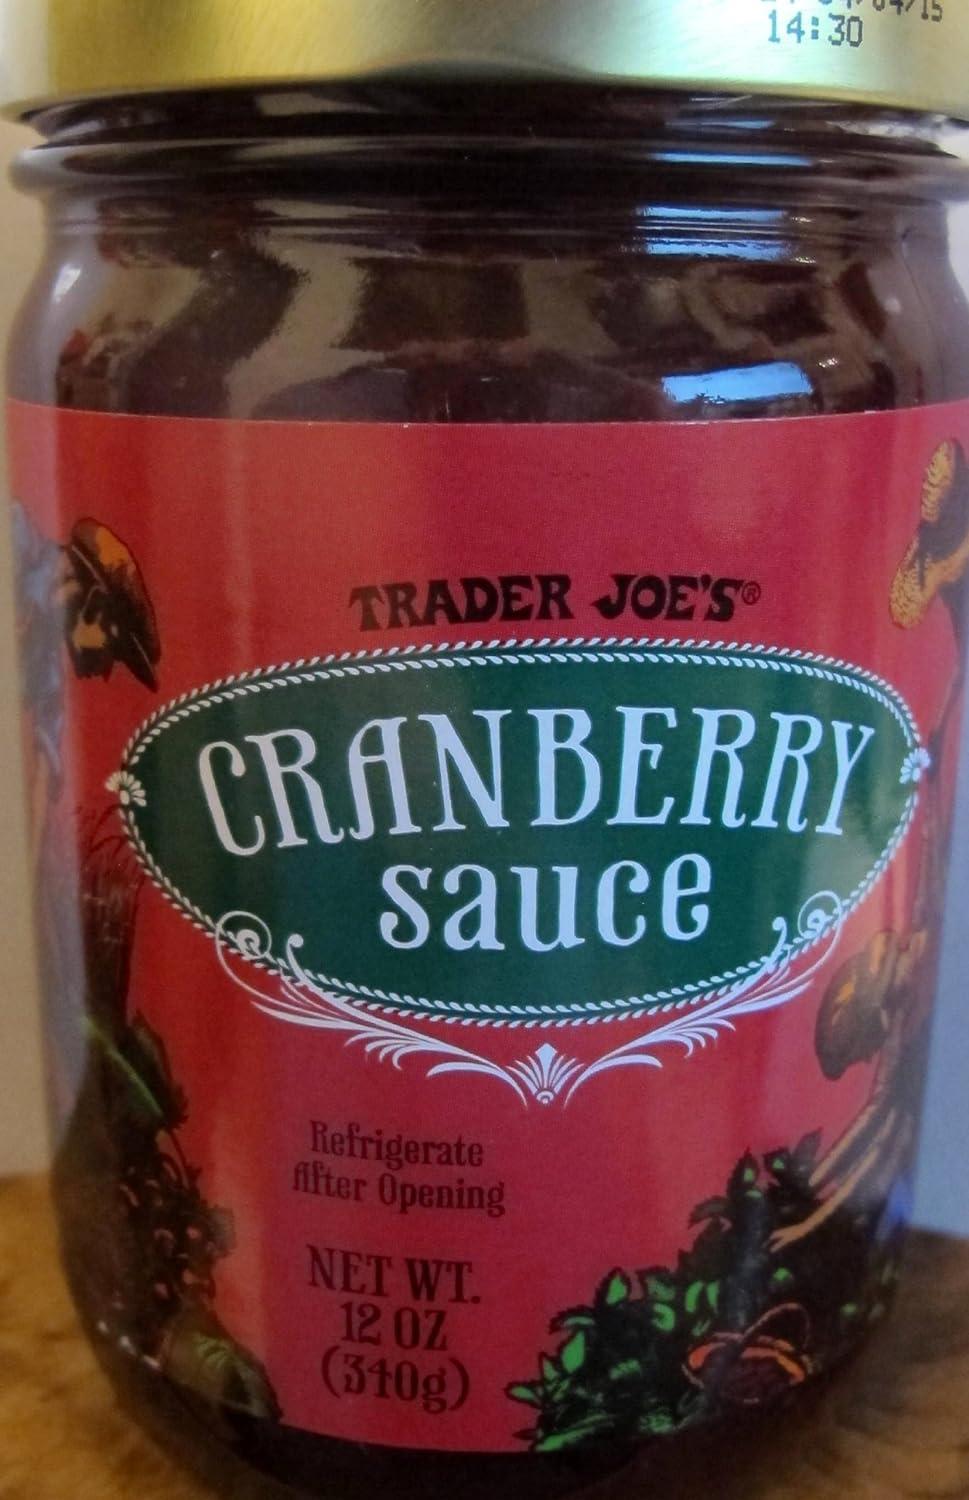 14:30
TRADER JOE'S®
CRANBERRY
sauce
Refrigerate
After Opening
NET WT.
12 OZ
(340g)